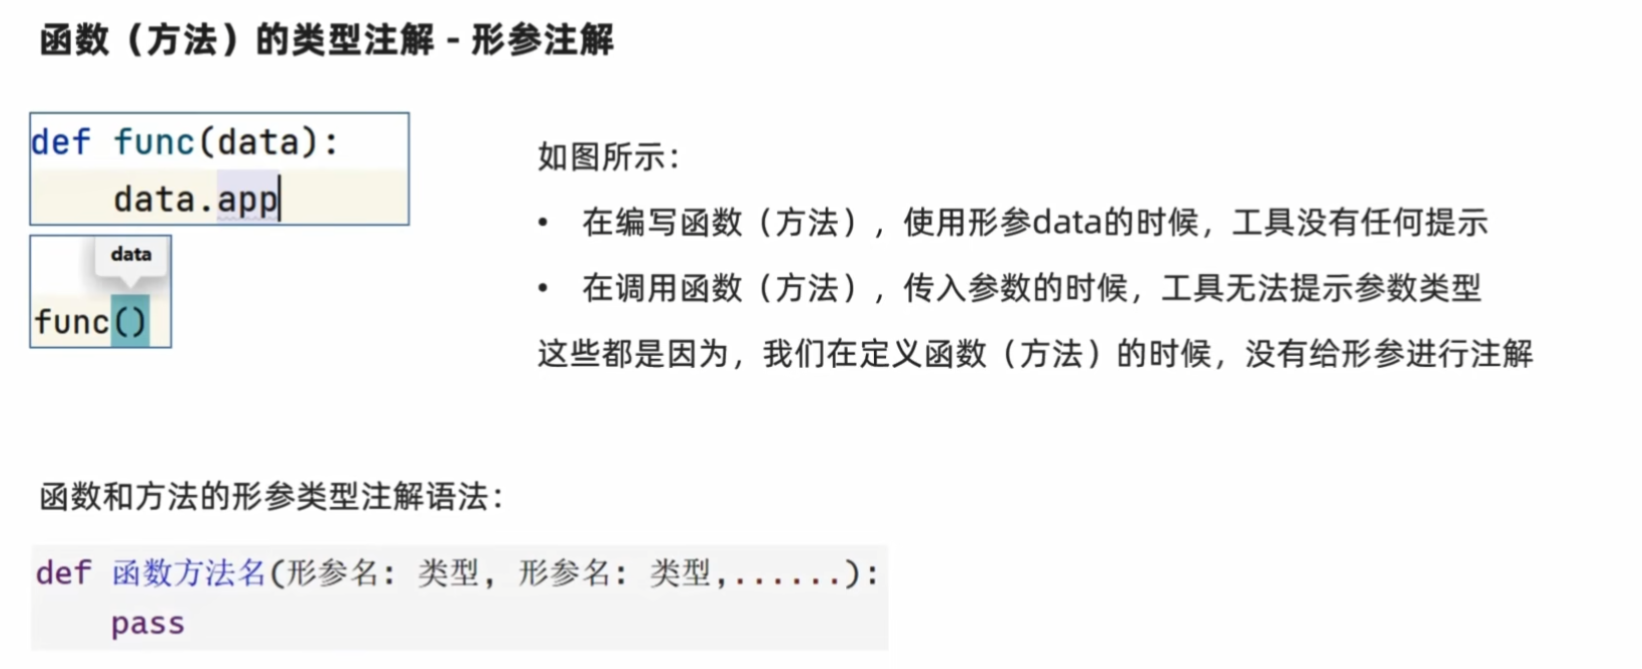 函数（方法）的类型注解 - 形参注解
def func(data):
data.app
data
func()
如图所示：
• 在编写函数（方法），使用形参data的时候，工具没有任何提示
• 在调用函数（方法），传入参数的时候，工具无法提示参数类型
这些都是因为，我们在定义函数（方法）的时候，没有给形参进行注解
函数和方法的形参类型注解语法：
def 函数方法名(形参名: 类型, 形参名: 类型,......):
pass